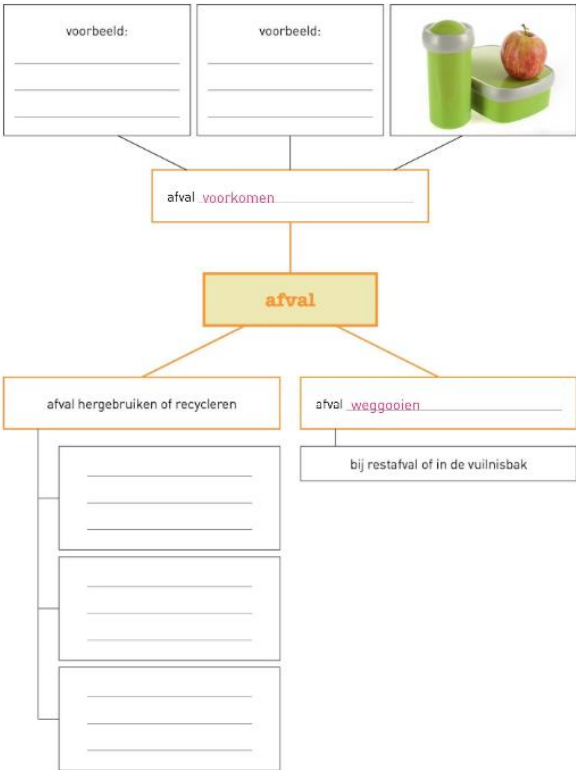 voorbeeld:
voorbeeld:
afval voorkomen
afval
afval hergebruiken of recycleren
afval weggooien
bij restafval of in de vuilnisbak